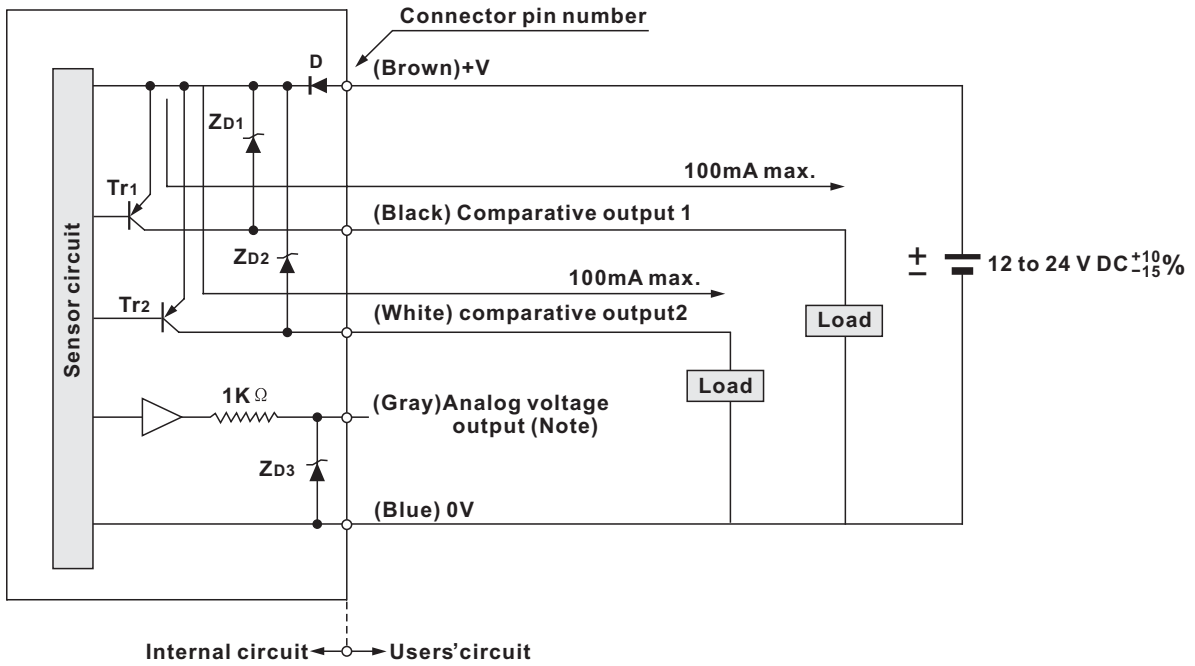 Connector pin number
D
(Brown)+V
ZD1
100mA max.
Tr1
(Black) Comparative output 1
Sensor circuit
ZD2
100mA max.
± 12 to 24 V DC +10 −15 %
Tr2
(White) comparative output2
Load
Load
1K Ω
(Gray)Analog voltage
output (Note)
ZD3
(Blue) 0V
Internal circuit
Users'circuit